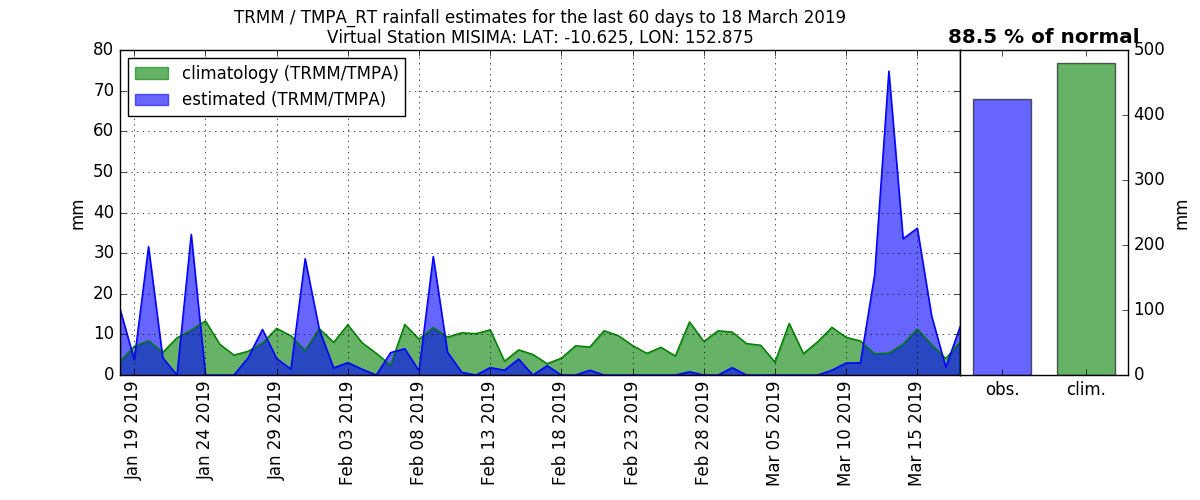 TRMM / TMPA_RT rainfall estimates for the last 60 days to 18 March 2019
Virtual Station MISIMA: LAT: -10.625, LON: 152.875
88.5 % of normal
climatology (TRMM/TMPA)
estimated (TRMM/TMPA)
80
70
60
50
40
30
20
10
0
mm
500
400
300
200
100
0
mm
Jan 19 2019
Jan 24 2019
Jan 29 2019
Feb 03 2019
Feb 08 2019
Feb 13 2019
Feb 18 2019
Feb 23 2019
Feb 28 2019
Mar 05 2019
Mar 10 2019
Mar 15 2019
obs.
clim.